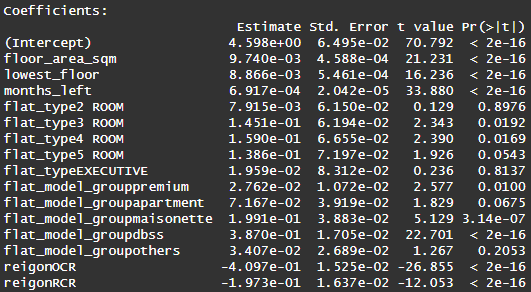 Coefficients:
Estimate Std. Error t value Pr(>|t|)
(Intercept) 4.598e+00 6.495e-02 70.792 < 2e-16
floor_area_sqm 9.740e-03 4.588e-04 21.231 < 2e-16
lowest_floor 8.866e-03 5.461e-04 16.236 < 2e-16
months_left 6.917e-04 2.042e-05 33.880 < 2e-16
flat_type2 ROOM 7.915e-03 6.150e-02 0.129 0.8976
flat_type3 ROOM 1.451e-01 6.194e-02 2.343 0.0192
flat_type4 ROOM 1.590e-01 6.655e-02 2.390 0.0169
flat_type5 ROOM 1.386e-01 7.197e-02 1.926 0.0543
flat_typeEXECUTIVE 1.959e-02 8.312e-02 0.236 0.8137
flat_model_grouppremium 2.762e-02 1.072e-02 2.577 0.0100
flat_model_groupapartment 7.167e-02 3.919e-02 1.829 0.0675
flat_model_groupmaisonette 1.991e-01 3.883e-02 5.129 3.14e-07
flat_model_groupdbss 3.870e-01 1.705e-02 22.701 < 2e-16
flat_model_groupothers 3.407e-02 2.689e-02 1.267 0.2053
reigonOCR -4.097e-01 1.525e-02 -26.855 < 2e-16
reigonRCR -1.973e-01 1.637e-02 -12.053 < 2e-16